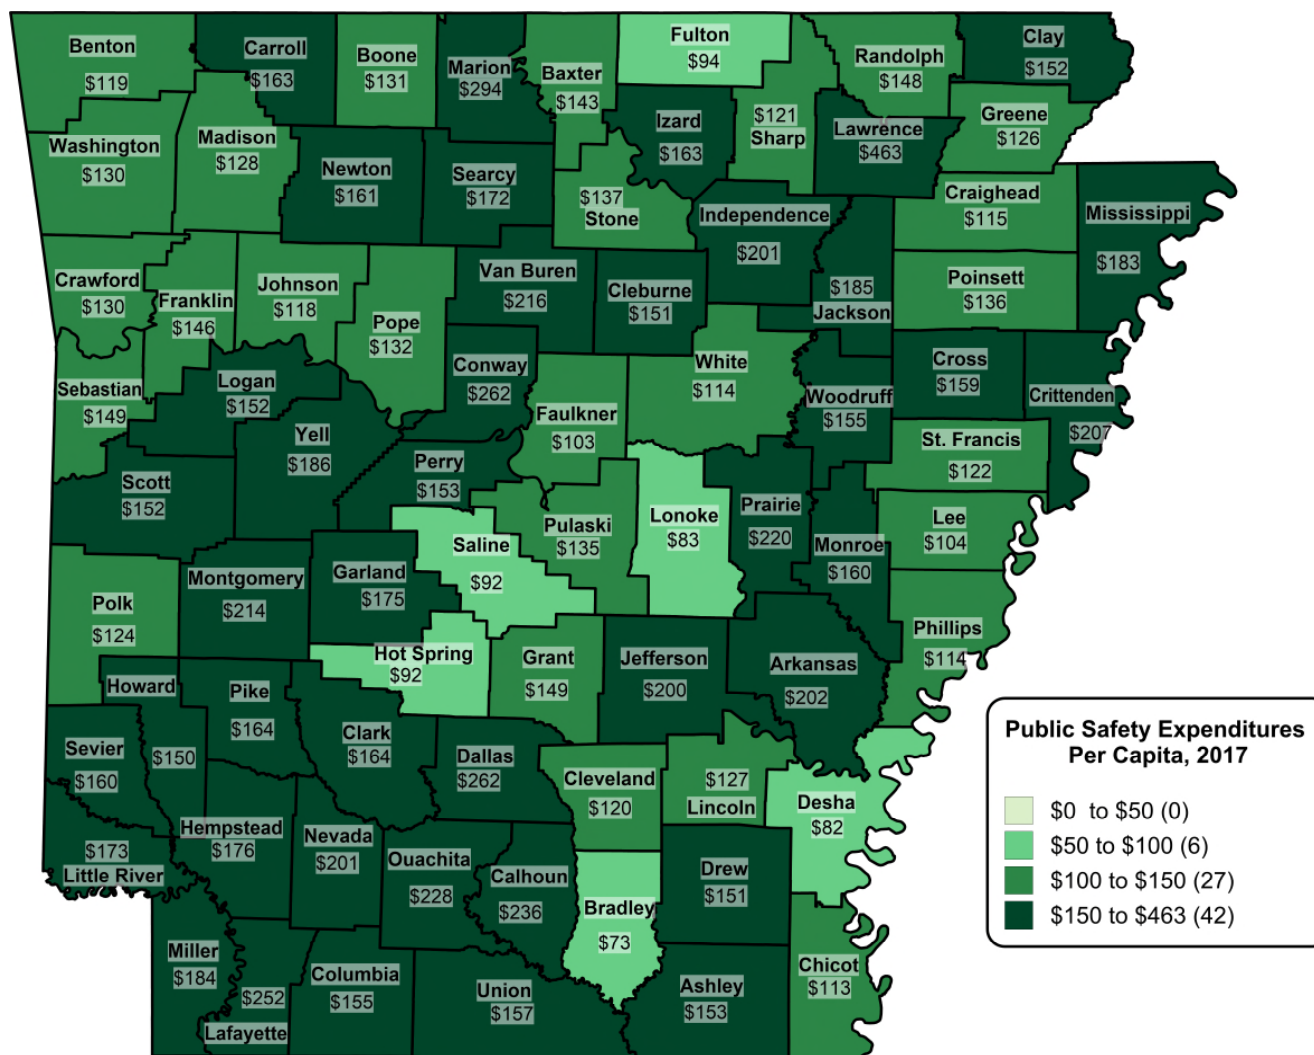 Benton
$119
Carroll
$163
Boone
$131
Marion
$294
Baxter
$143
Fulton
$94
Randolph
$148
Clay
$152
Washington
$130
Madison
$128
Newton
$161
Searcy
$172
$137
Stone
Izard
$163
$121
Sharp
Lawrence
$463
Greene
$126
Craighead
$115
Mississippi
$183
Independence
$201
Crawford
$130
Franklin
$146
Johnson
$118
Pope
$132
Van Buren
$216
Cleburne
$151
$185
Jackson
Poinsett
$136
Sebastian
$149
Logan
$152
Conway
$262
White
$114
Woodruff
$155
Cross
$159
Crittenden
$207
Yell
$186
Faulkner
$103
St. Francis
$122
Scott
$152
Perry
$153
Pulaski
$135
Lonoke
$83
Prairie
$220
Monroe
$160
Lee
$104
Saline
$92
Garland
$175
Montgomery
$214
Polk
$124
Phillips
$114
Hot Spring
$92
Grant
$149
Jefferson
$200
Arkansas
$202
Howard
$150
Pike
$164
Clark
$164
Dallas
$262
Sevier
$160
Cleveland
$120
$127
Lincoln
Desha
$82
Hempstead
$176
Nevada
$201
Ouachita
$228
Calhoun
$236
$173
Little River
Drew
$151
Bradley
$73
Miller
$184
$252
Lafayette
Columbia
$155
Union
$157
Ashley
$153
Chicot
$113
Public Safety Expenditures
Per Capita, 2017
$0 to $50 (0)
$50 to $100 (6)
$100 to $150 (27)
$150 to $463 (42)